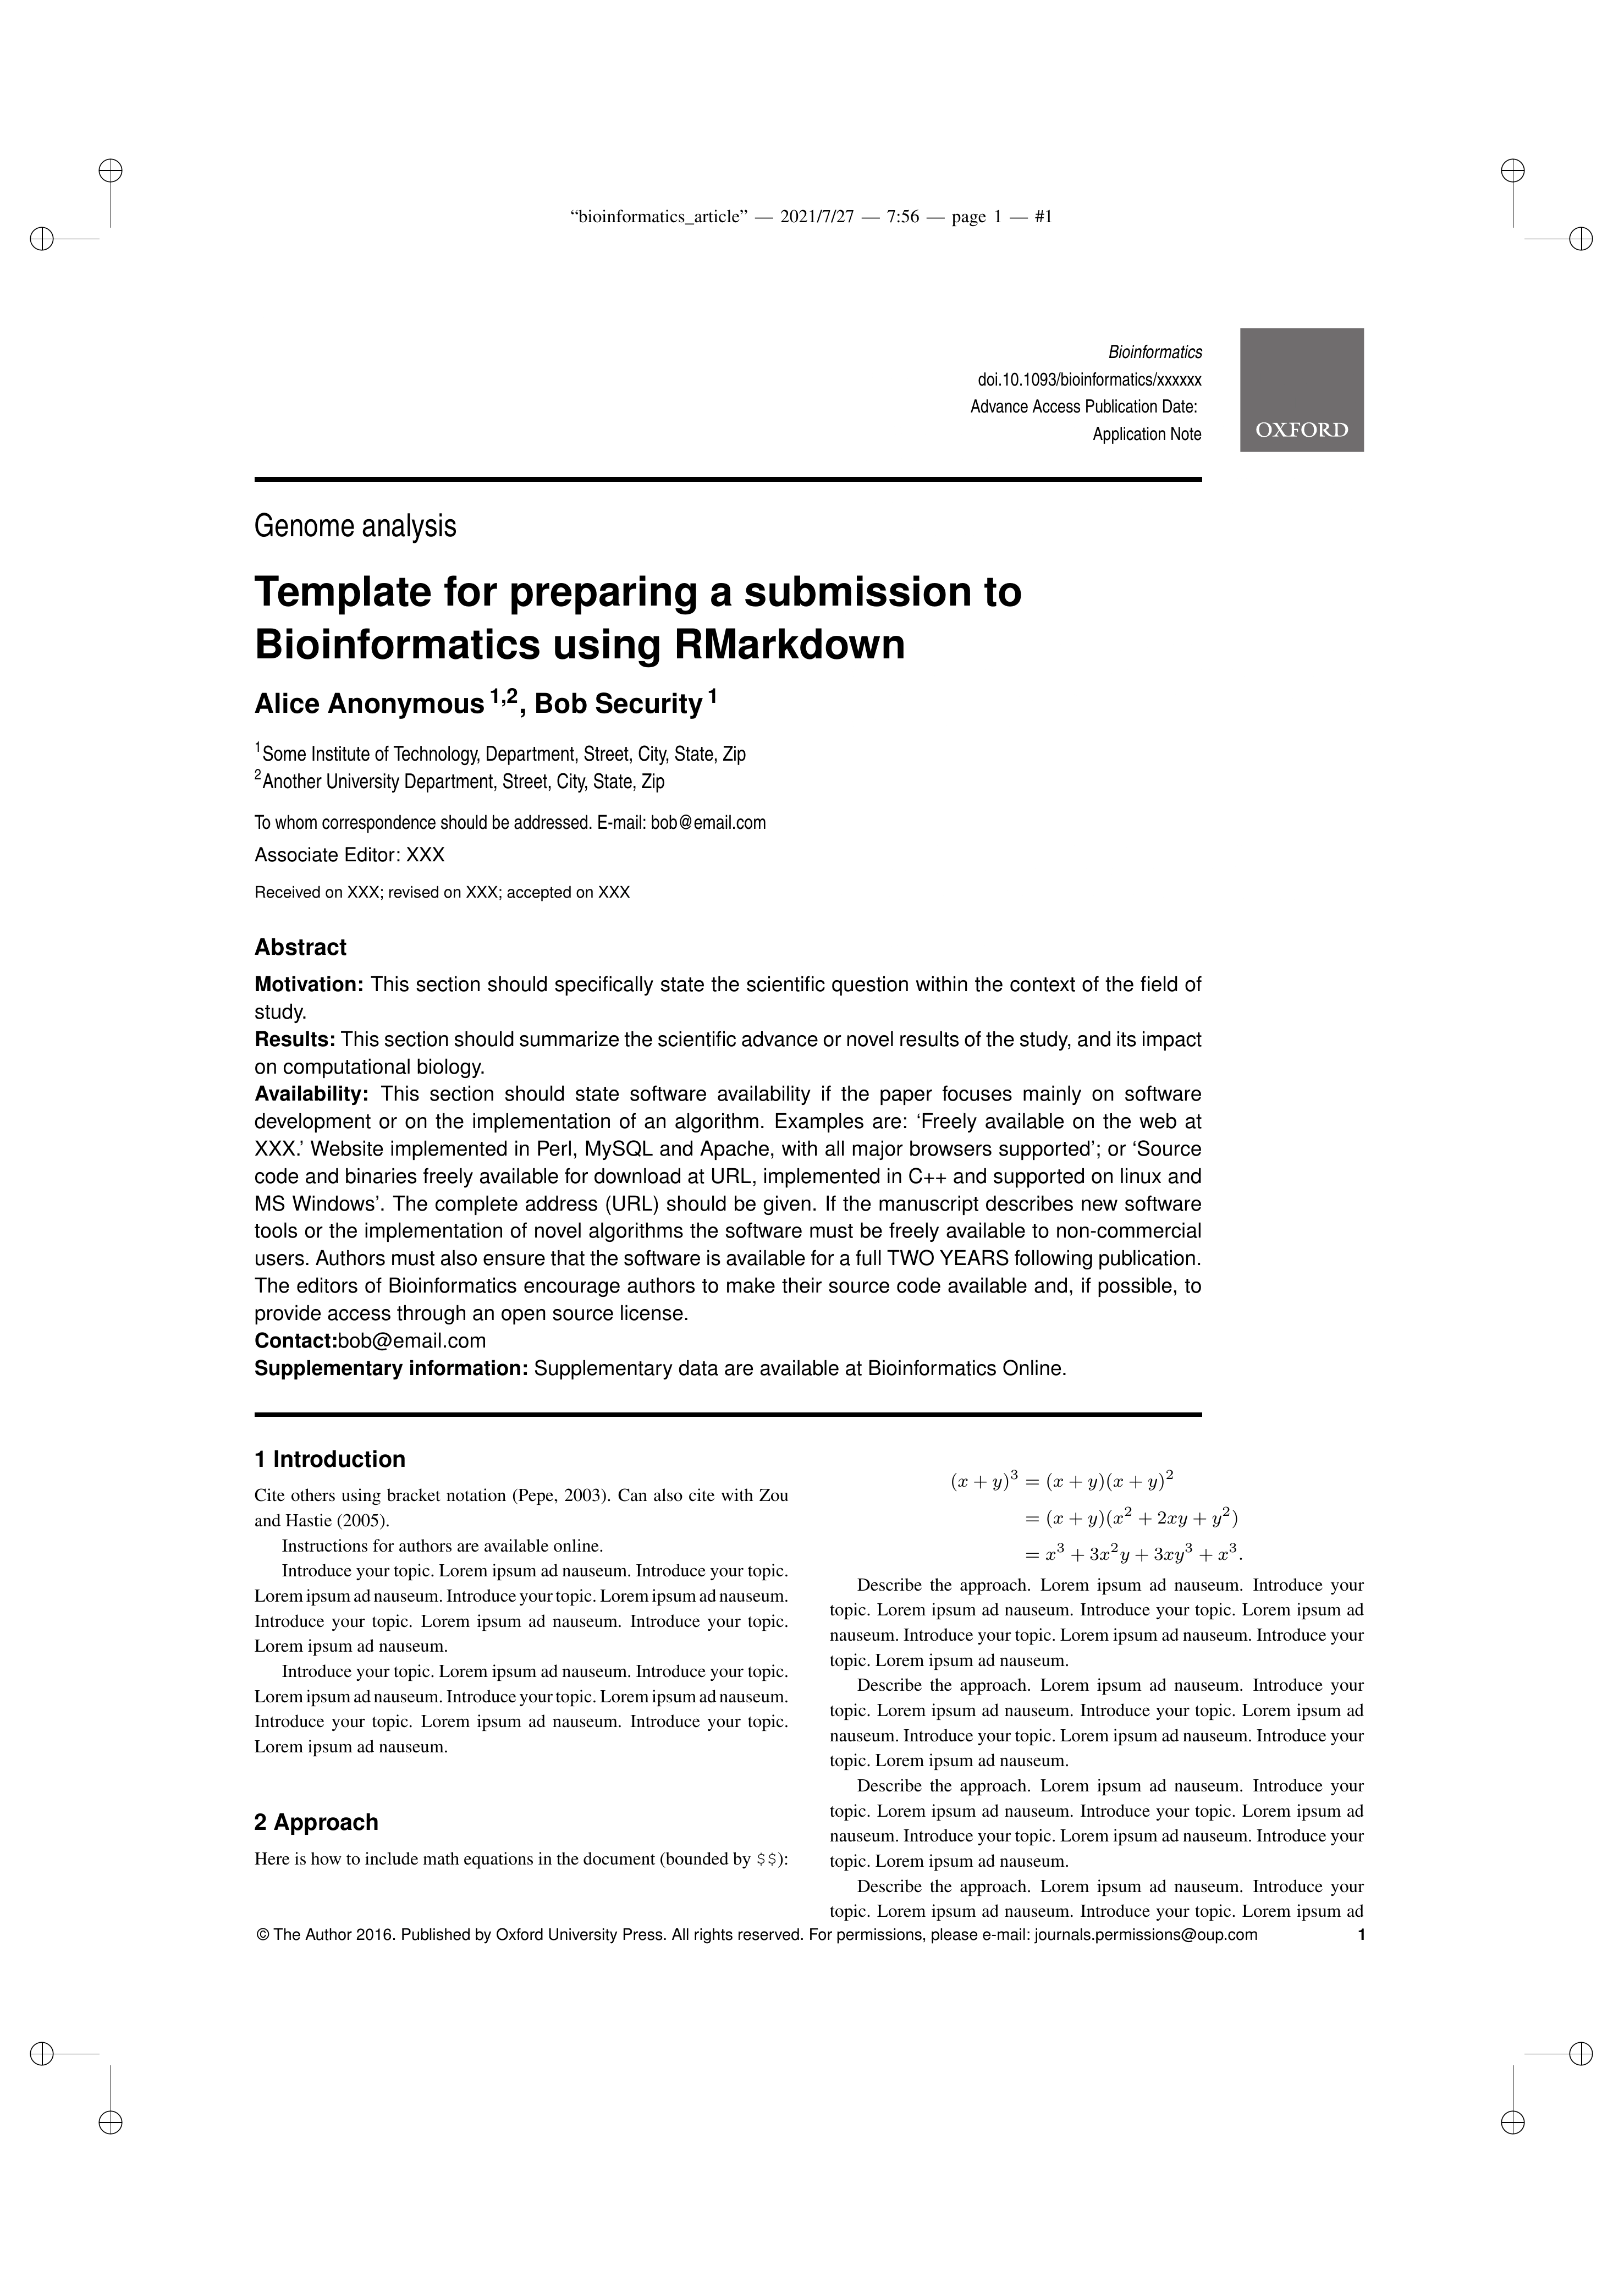 “bioinformatics_article” — 2021/7/27 — 7:56 — page 1 — #1
Bioinformatics
doi.10.1093/bioinformatics/xxxxxx
Advance Access Publication Date:
Application Note
OXFORD
Genome analysis
Template for preparing a submission to
Bioinformatics using RMarkdown
Alice Anonymous 1,2, Bob Security 1
1Some Institute of Technology, Department, Street, City, State, Zip
2Another University Department, Street, City, State, Zip
To whom correspondence should be addressed. E-mail: bob@email.com
Associate Editor: XXX
Received on XXX; revised on XXX; accepted on XXX
Abstract
Motivation: This section should specifically state the scientific question within the context of the field of
study.
Results: This section should summarize the scientific advance or novel results of the study, and its impact
on computational biology.
Availability: This section should state software availability if the paper focuses mainly on software
development or on the implementation of an algorithm. Examples are: ‘Freely available on the web at
XXX.’ Website implemented in Perl, MySQL and Apache, with all major browsers supported’; or ‘Source
code and binaries freely available for download at URL, implemented in C++ and supported on linux and
MS Windows’. The complete address (URL) should be given. If the manuscript describes new software
tools or the implementation of novel algorithms the software must be freely available to non-commercial
users. Authors must also ensure that the software is available for a full TWO YEARS following publication.
The editors of Bioinformatics encourage authors to make their source code available and, if possible, to
provide access through an open source license.
Contact:bob@email.com
Supplementary information: Supplementary data are available at Bioinformatics Online.
1 Introduction
Cite others using bracket notation (Pepe, 2003). Can also cite with Zou
and Hastie (2005).
Instructions for authors are available online.
Introduce your topic. Lorem ipsum ad nauseum. Introduce your topic.
Lorem ipsum ad nauseum. Introduce your topic. Lorem ipsum ad nauseum.
Introduce your topic. Lorem ipsum ad nauseum. Introduce your topic.
Lorem ipsum ad nauseum.
Introduce your topic. Lorem ipsum ad nauseum. Introduce your topic.
Lorem ipsum ad nauseum. Introduce your topic. Lorem ipsum ad nauseum.
Introduce your topic. Lorem ipsum ad nauseum. Introduce your topic.
Lorem ipsum ad nauseum.
2 Approach
Here is how to include math equations in the document (bounded by $$):
(x + y)³ = (x + y)(x + y)²
= (x + y)(x² + 2xy + y²)
= x³ + 3x²y + 3xy³ + x³.
Describe the approach. Lorem ipsum ad nauseum. Introduce your
topic. Lorem ipsum ad nauseum. Introduce your topic. Lorem ipsum ad
nauseum. Introduce your topic. Lorem ipsum ad nauseum. Introduce your
topic. Lorem ipsum ad nauseum.
Describe the approach. Lorem ipsum ad nauseum. Introduce your
topic. Lorem ipsum ad nauseum. Introduce your topic. Lorem ipsum ad
nauseum. Introduce your topic. Lorem ipsum ad nauseum. Introduce your
topic. Lorem ipsum ad nauseum.
Describe the approach. Lorem ipsum ad nauseum. Introduce your
topic. Lorem ipsum ad nauseum. Introduce your topic. Lorem ipsum ad
nauseum. Introduce your topic. Lorem ipsum ad nauseum. Introduce your
topic. Lorem ipsum ad nauseum.
Describe the approach. Lorem ipsum ad nauseum. Introduce your
topic. Lorem ipsum ad nauseum. Introduce your topic. Lorem ipsum ad
© The Author 2016. Published by Oxford University Press. All rights reserved. For permissions, please e-mail: journals.permissions@oup.com 1